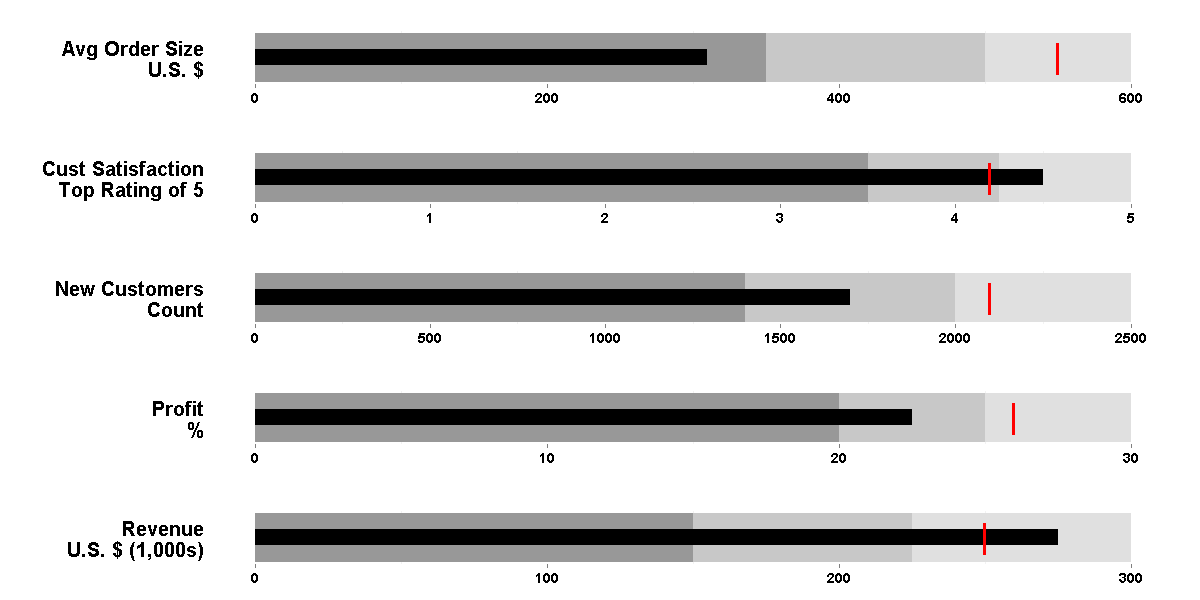 Avg Order Size
U.S. $
0 200 400 600
Cust Satisfaction
Top Rating of 5
0 1 2 3 4 5
New Customers
Count
0 500 1000 1500 2000 2500
Profit
%
0 10 20 30
Revenue
U.S. $ (1,000s)
0 100 200 300